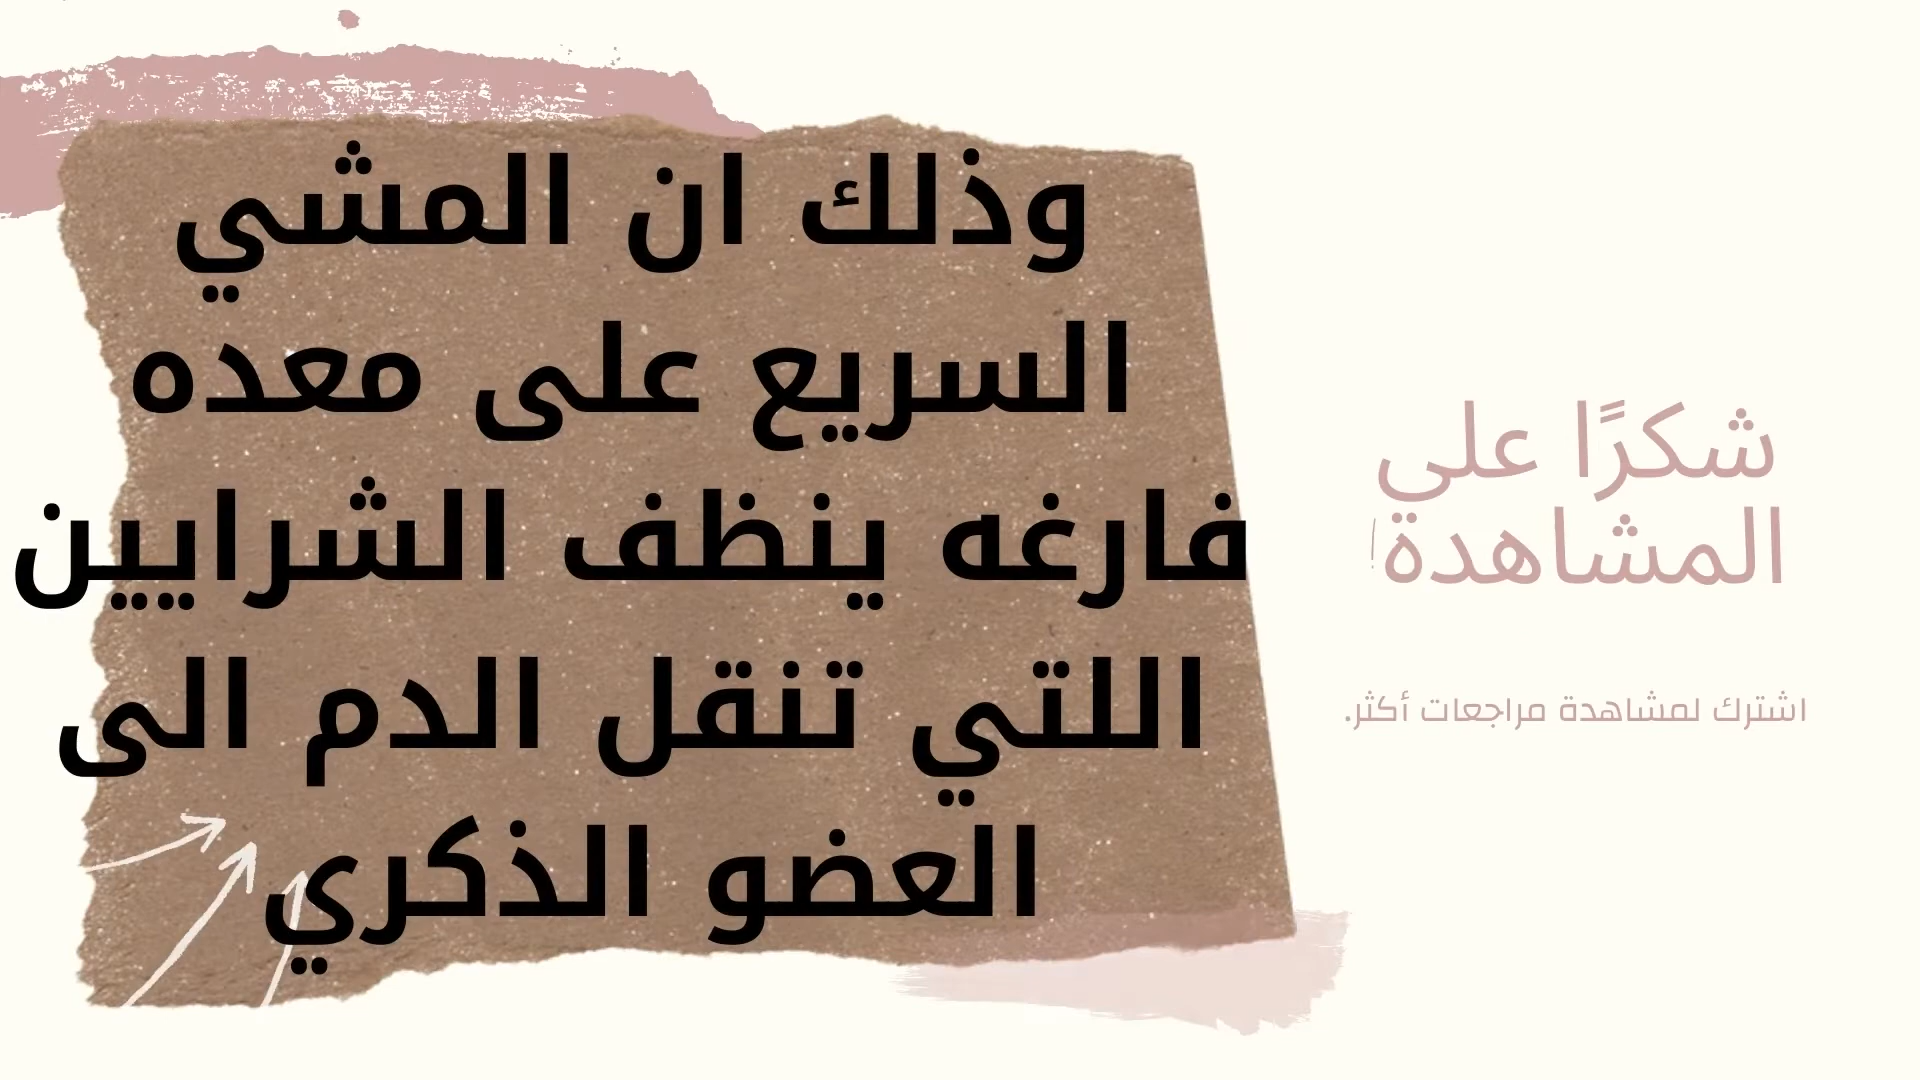 وذلك ان المشي
السريع على معده
فارغه ينظف الشرايين
اللتي تنقل الدم الى
العضو الذكري
شكرًا علي
المشاهدة!
اشترك لمشاهدة مراجعات أكثر.